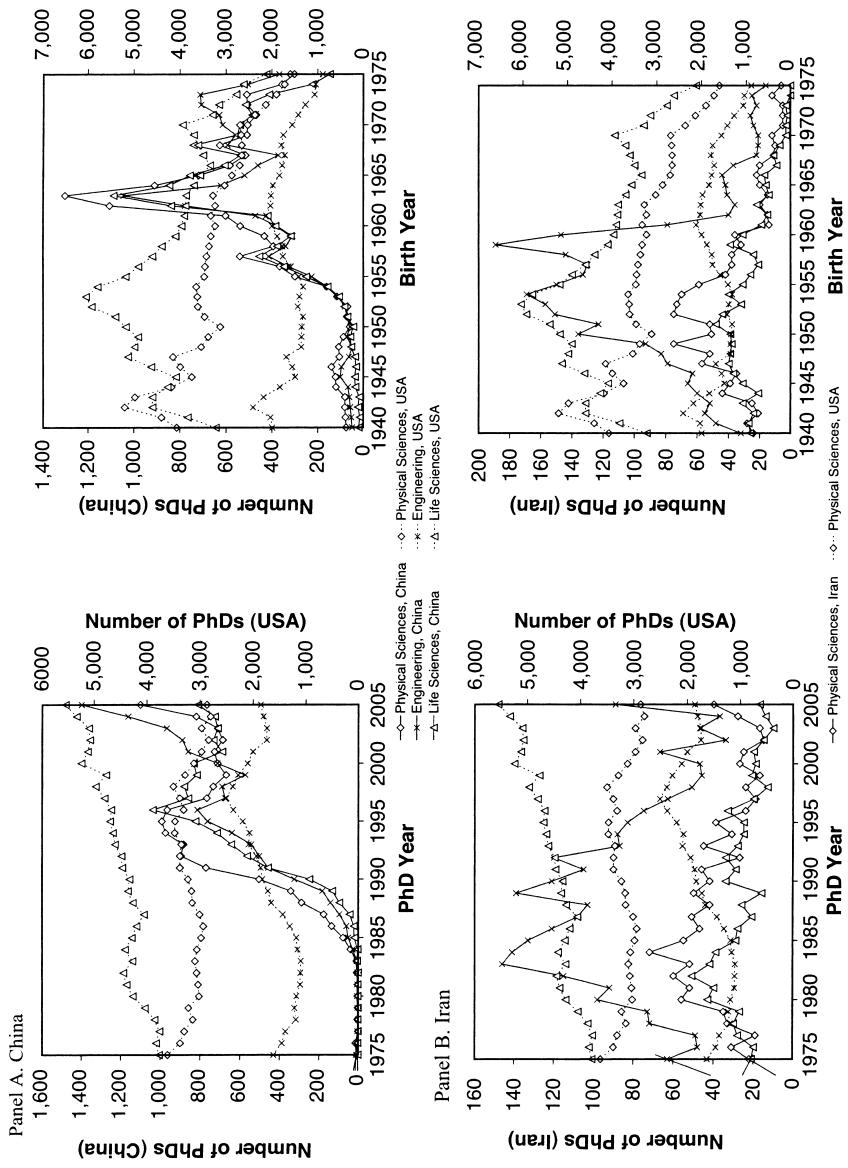 Panel A. China
Number of PhDs (China)
1,600
1,400
1,200
1,000
800
600
400
200
0
1975 1980 1985 1990 1995 2000 2005
PhD Year
6000
5,000
4,000
3,000
2,000
1,000
0
Number of PhDs (USA)
Number of PhDs (China)
1,400
1,200
1,000
800
600
400
200
0
1940 1945 1950 1955 1960 1965 1970 1975
Birth Year
7,000
6,000
5,000
4,000
3,000
2,000
1,000
0
Physical Sciences, China
Engineering, China
Life Sciences, China
Physical Sciences, USA
Engineering, USA
Life Sciences, USA
Panel B. Iran
Number of PhDs (Iran)
160
140
120
100
80
60
40
20
0
1975 1980 1985 1990 1995 2000 2005
PhD Year
6,000
5,000
4,000
3,000
2,000
1,000
0
Number of PhDs (USA)
Number of PhDs (Iran)
200
180
160
140
120
100
80
60
40
20
0
1940 1945 1950 1955 1960 1965 1970 1975
Birth Year
7,000
6,000
5,000
4,000
3,000
2,000
1,000
0
Physical Sciences, Iran
Physical Sciences, USA